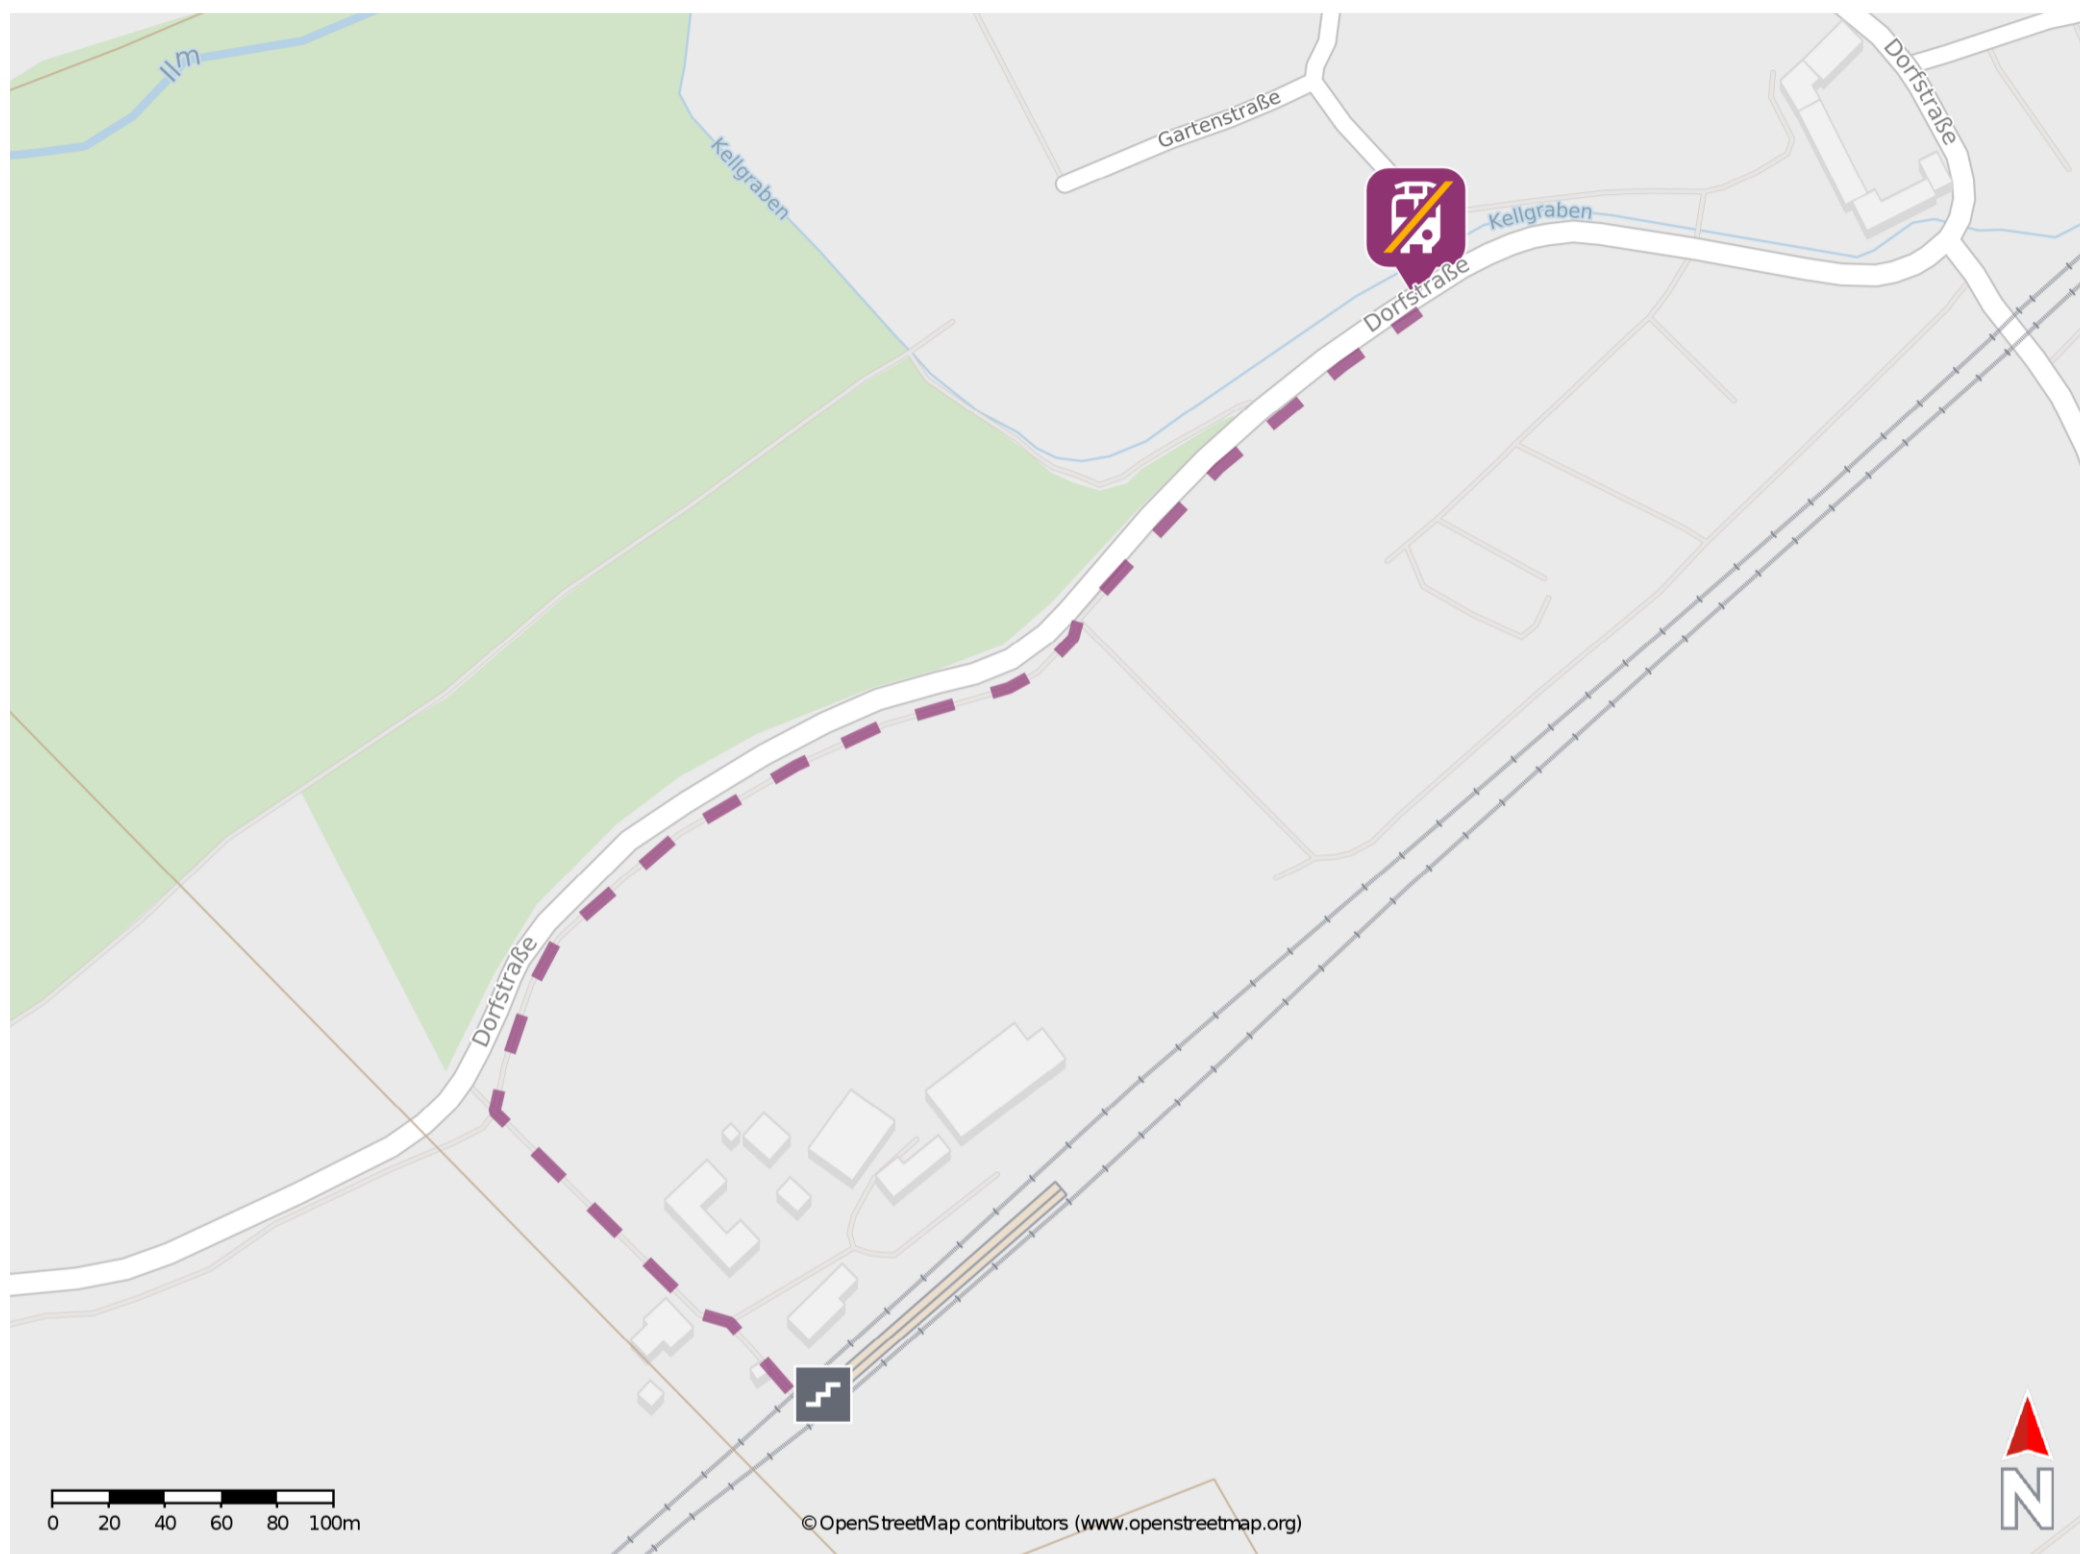 Ilm
Dorfstraße
Gartenstraße
Kellgraben
Kellgraben
Dorfstraße
Dorfstraße
0 20 40 60 80 100m
©OpenStreetMap contributors (www.openstreetmap.org)
N